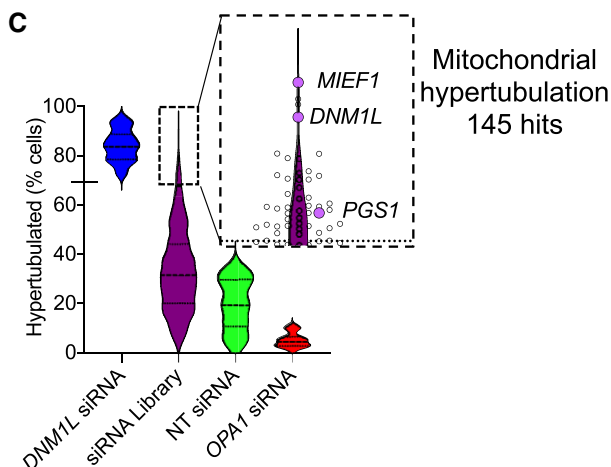 C
Mitochondrial
hypertubulation
145 hits
MIEF1
DNM1L
PGS1
Hypertubulated (% cells)
100
80
60
40
20
0
DNM1L siRNA
siRNA Library
NT siRNA
OPA1 siRNA